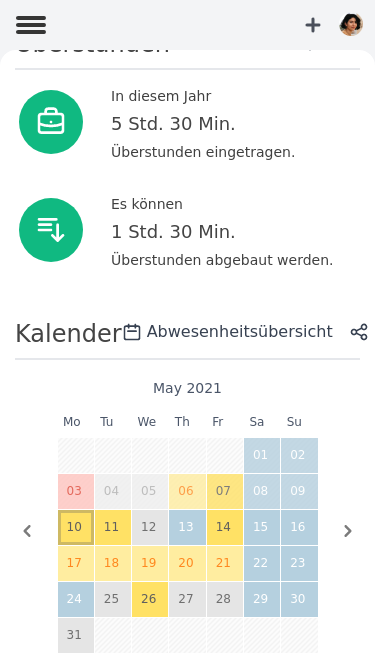 Überstunden
In diesem Jahr
5 Std. 30 Min.
Überstunden eingetragen.
Es können
1 Std. 30 Min.
Überstunden abgebaut werden.
Kalender Abwesenheitsübersicht
May 2021
Mo Tu We Th Fr Sa Su
01 02
03 04 05 06 07 08 09
10 11 12 13 14 15 16
17 18 19 20 21 22 23
24 25 26 27 28 29 30
31